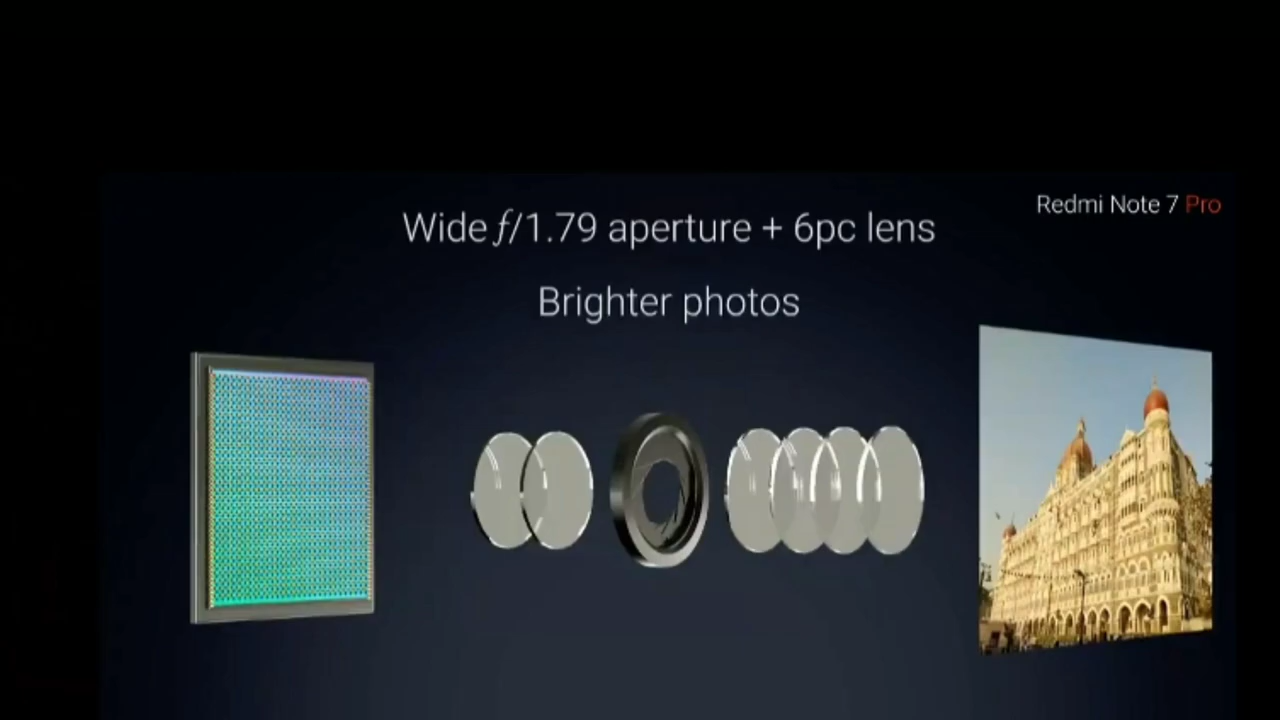 Redmi Note 7 Pro
Wide f/1.79 aperture + 6pc lens
Brighter photos